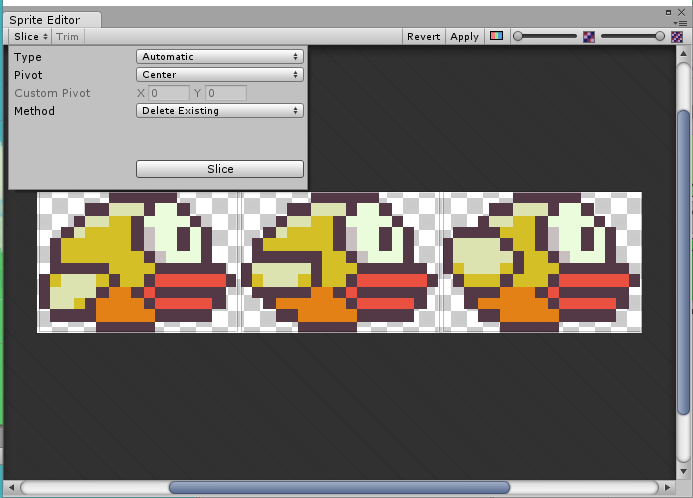 Sprite Editor
Slice Trim Revert Apply
Type Automatic
Pivot Center
Custom Pivot X 0 Y 0
Method Delete Existing
Slice